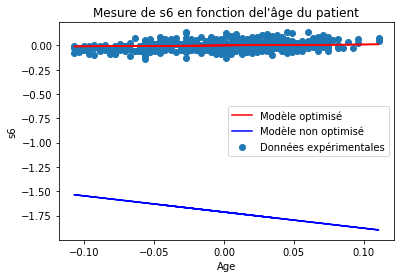 Mesure de s6 en fonction del'âge du patient
s6
0.00
−0.25
−0.50
−0.75
−1.00
−1.25
−1.50
−1.75
Modèle optimisé
Modèle non optimisé
Données expérimentales
−0.10
−0.05
0.00
0.05
0.10
Age